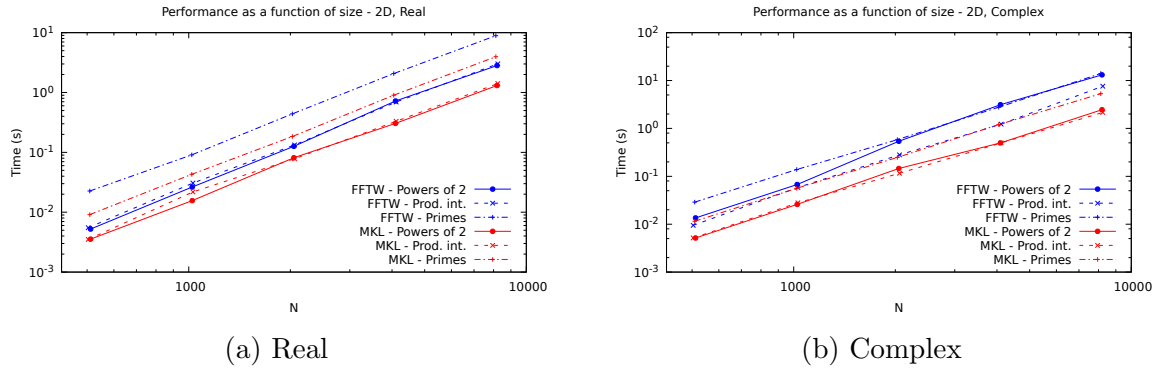 Performance as a function of size - 2D, Real
10^1
10^0
10^-1
10^-2
10^-3
Time (s)
FFTW - Powers of 2
FFTW - Prod. int.
FFTW - Primes
MKL - Powers of 2
MKL - Prod. int.
MKL - Primes
1000
10000
N
(a) Real
Performance as a function of size - 2D, Complex
10^2
10^1
10^0
10^-1
10^-2
10^-3
Time (s)
FFTW - Powers of 2
FFTW - Prod. int.
FFTW - Primes
MKL - Powers of 2
MKL - Prod. int.
MKL - Primes
1000
10000
N
(b) Complex